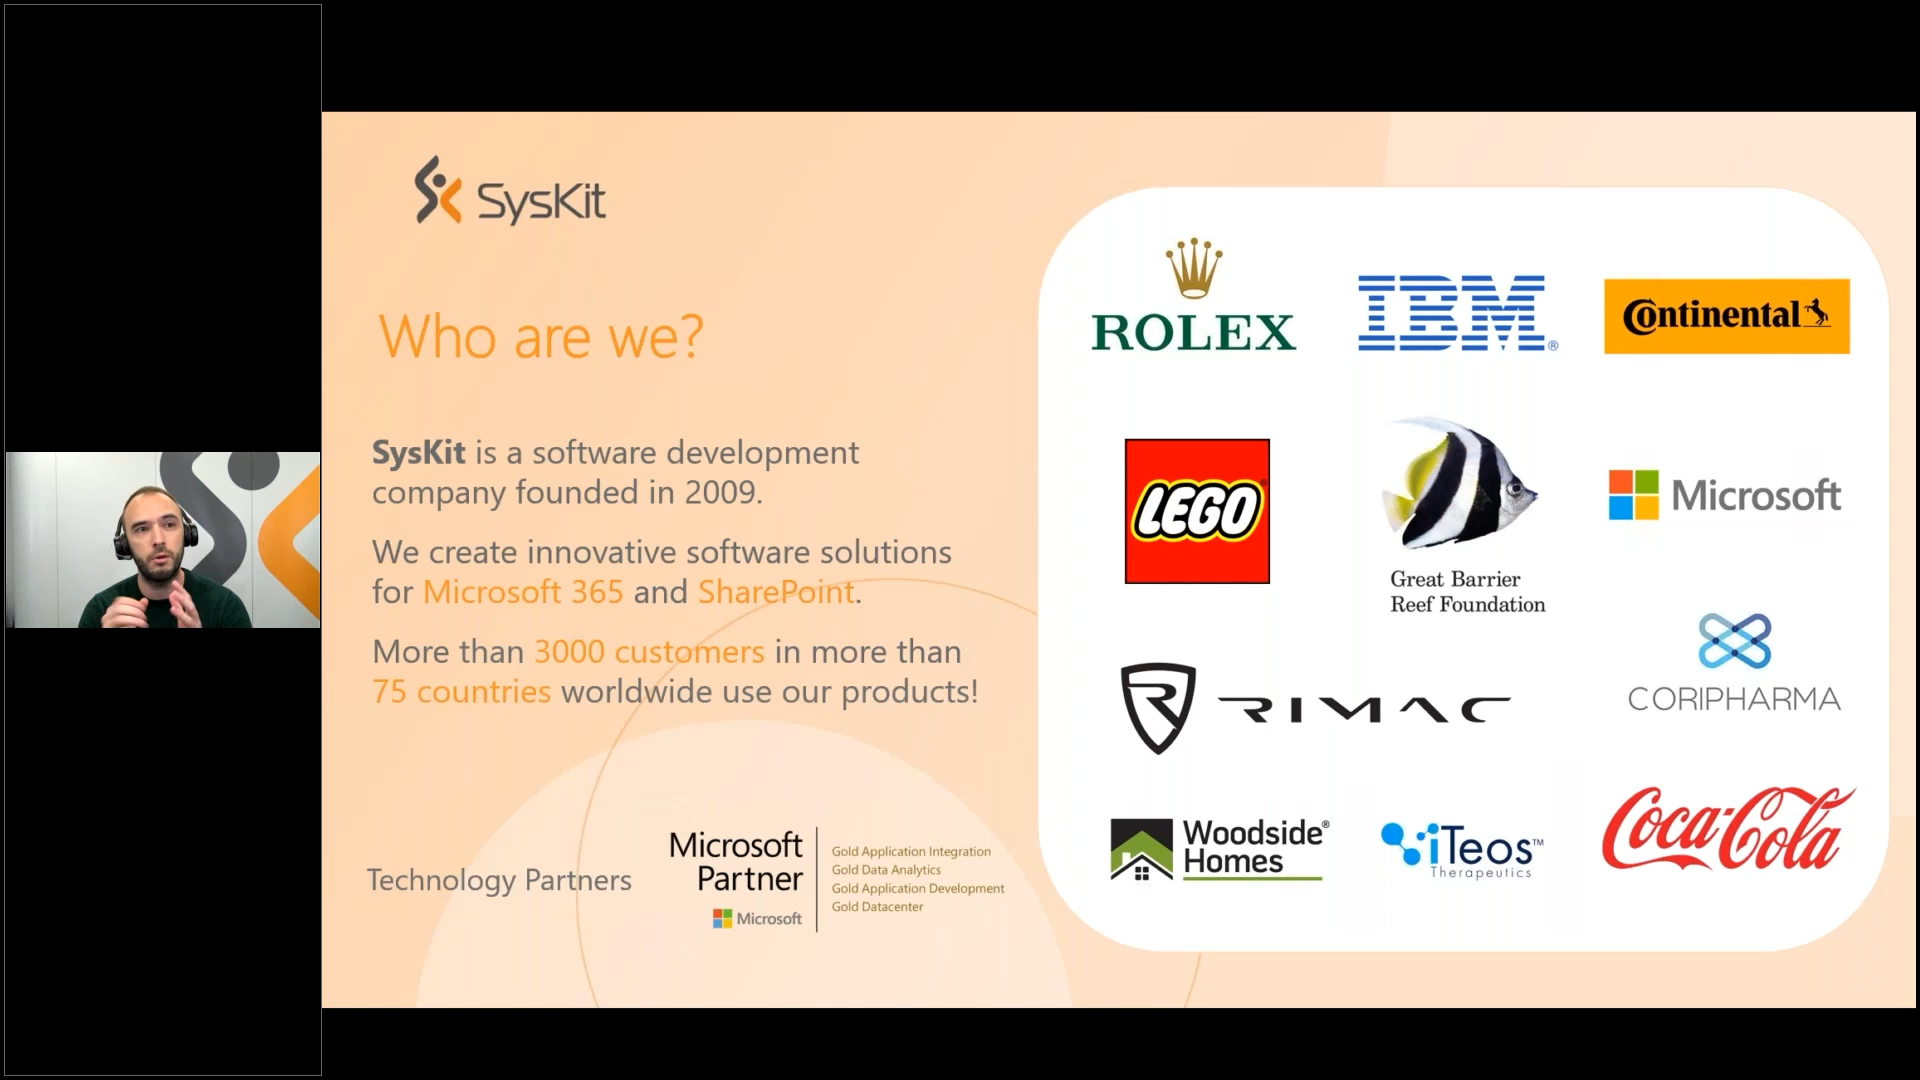 SysKit
Who are we?
SysKit is a software development
company founded in 2009.
We create innovative software solutions
for Microsoft 365 and SharePoint.
More than 3000 customers in more than
75 countries worldwide use our products!
Technology Partners
Microsoft
Partner
Microsoft
Gold Application Integration
Gold Data Analytics
Gold Application Development
Gold Datacenter
ROLEX
IBM®
Continental
LEGO®
Great Barrier
Reef Foundation
Microsoft
RIMAC
CORIPHARMA
Woodside®
Homes
iTeos™
Therapeutics
Coca-Cola